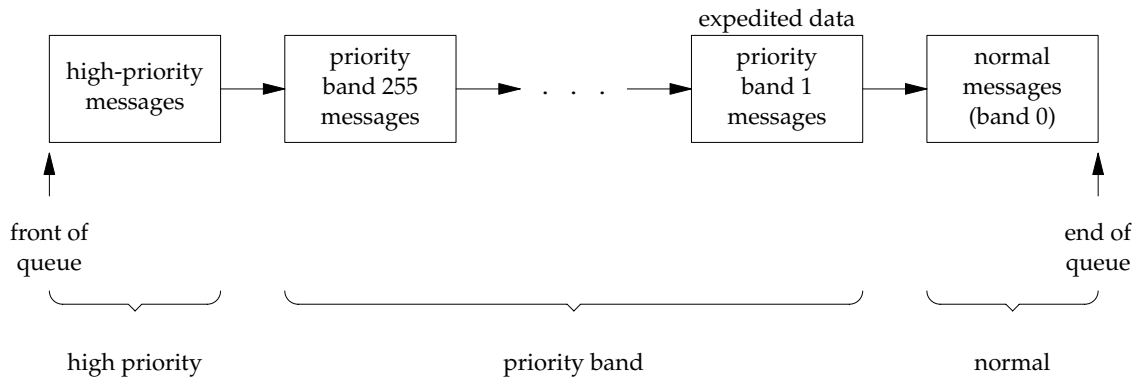 expedited data
high-priority
messages
priority
band 255
messages
. . .
priority
band 1
messages
normal
messages
(band 0)
front of
queue
end of
queue
high priority
priority band
normal